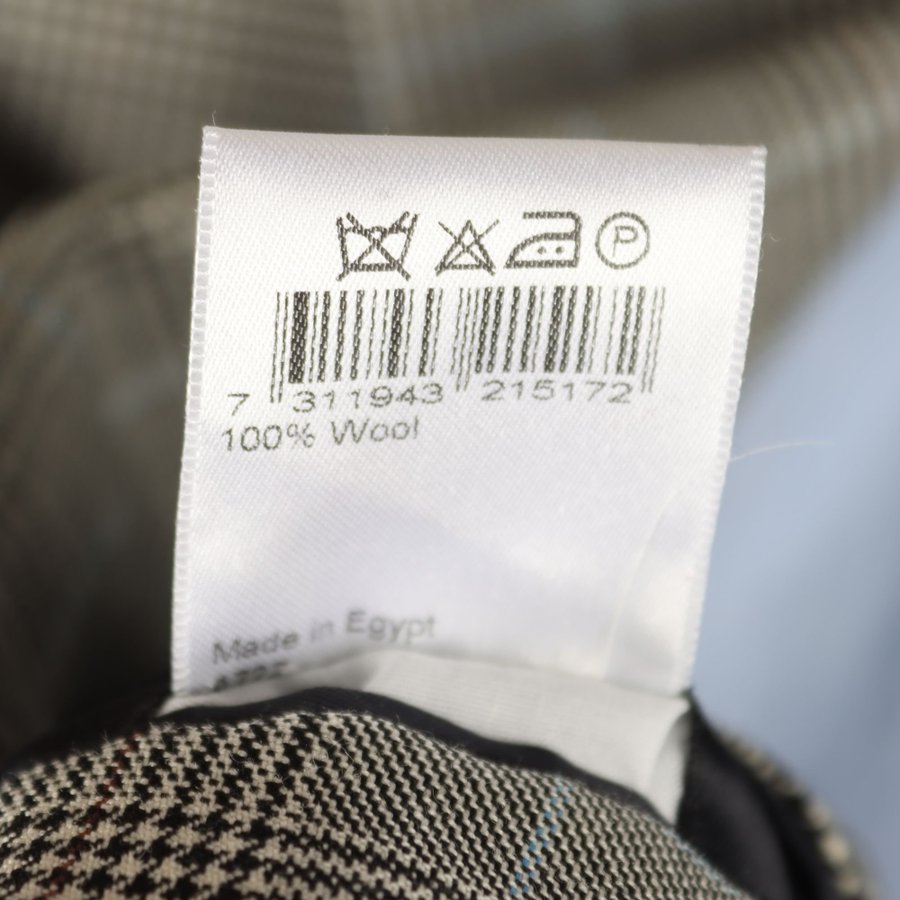 P
7 311943 215172
100% Wool
Made in Egypt